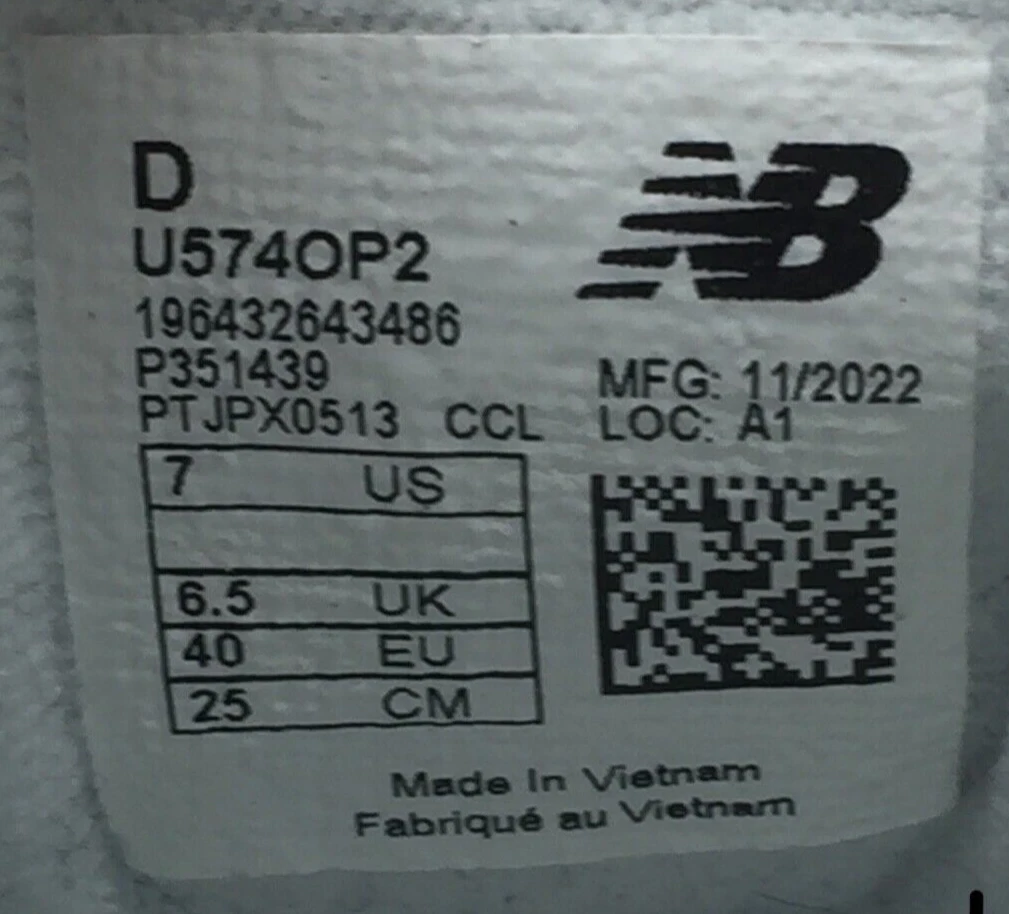 D
U574OP2
196432643486
P351439
PTJPX0513 CCL
NB
MFG: 11/2022
LOC: A1
7 US
6.5 UK
40 EU
25 CM
Made In Vietnam
Fabriqué au Vietnam